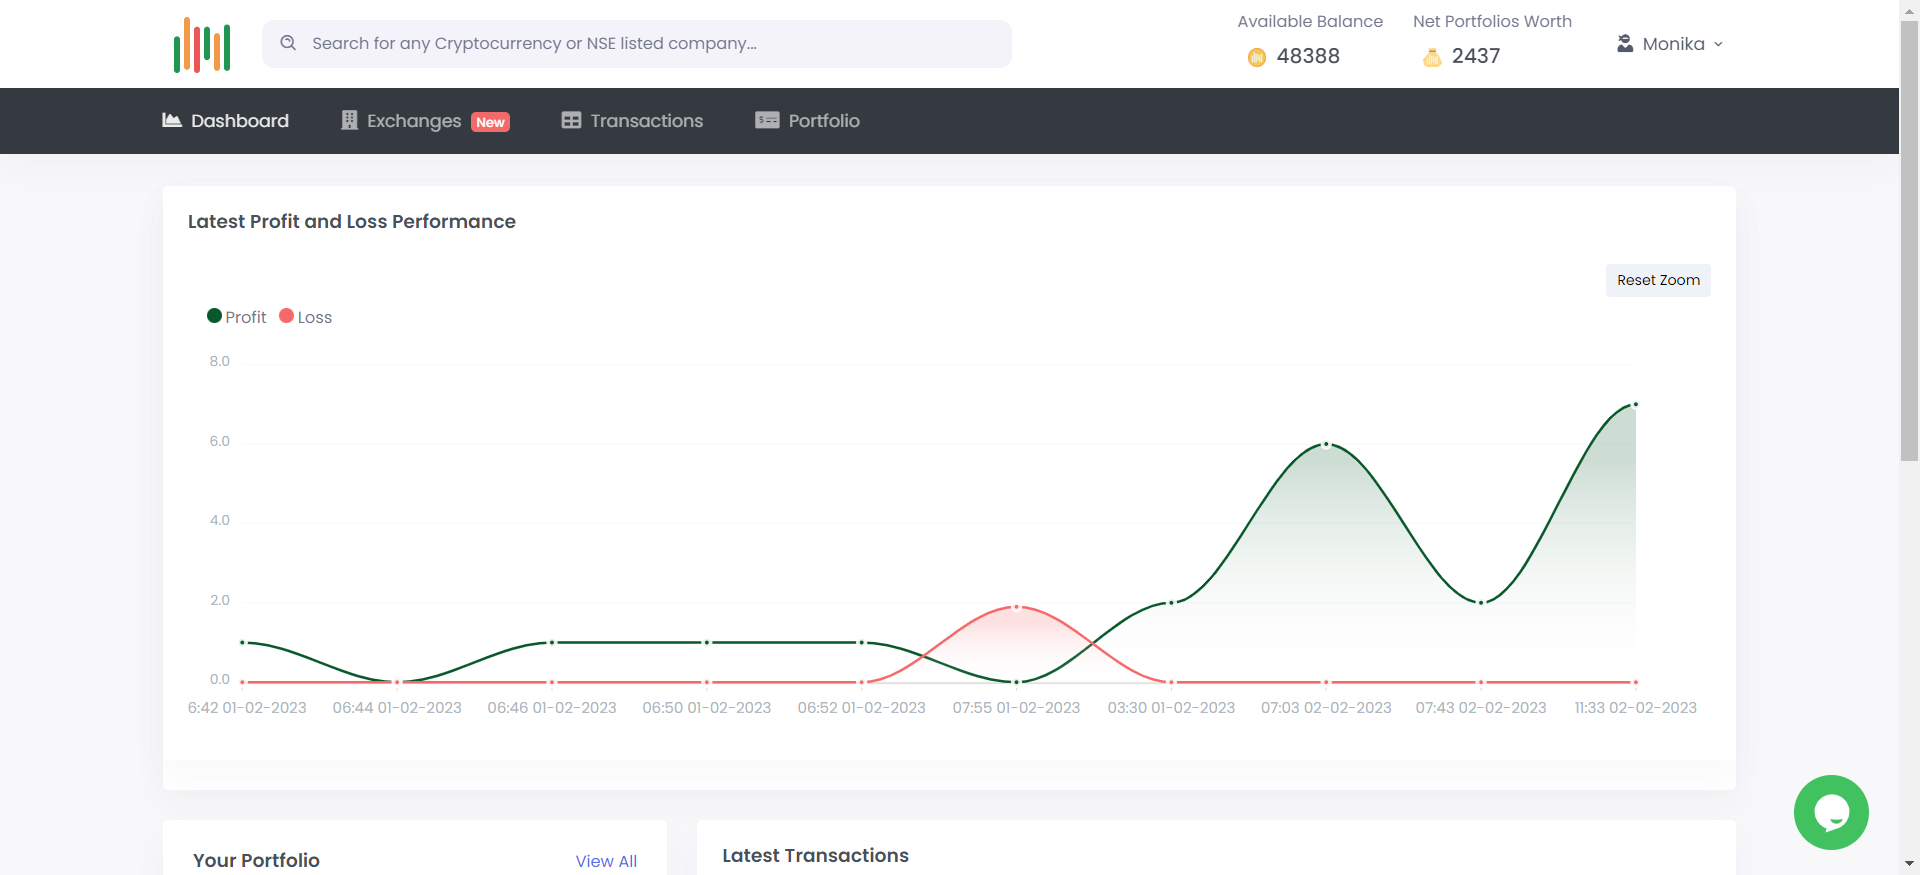 Search for any Cryptocurrency or NSE listed company...
Available Balance
48388
Net Portfolios Worth
2437
Monika
Dashboard
Exchanges New
Transactions
Portfolio
Latest Profit and Loss Performance
Reset Zoom
Profit Loss
8.0
6.0
4.0
2.0
0.0
6:42 01-02-2023 06:44 01-02-2023 06:46 01-02-2023 06:50 01-02-2023 06:52 01-02-2023 07:55 01-02-2023 03:30 01-02-2023 07:03 02-02-2023 07:43 02-02-2023 11:33 02-02-2023
Your Portfolio
View All
Latest Transactions